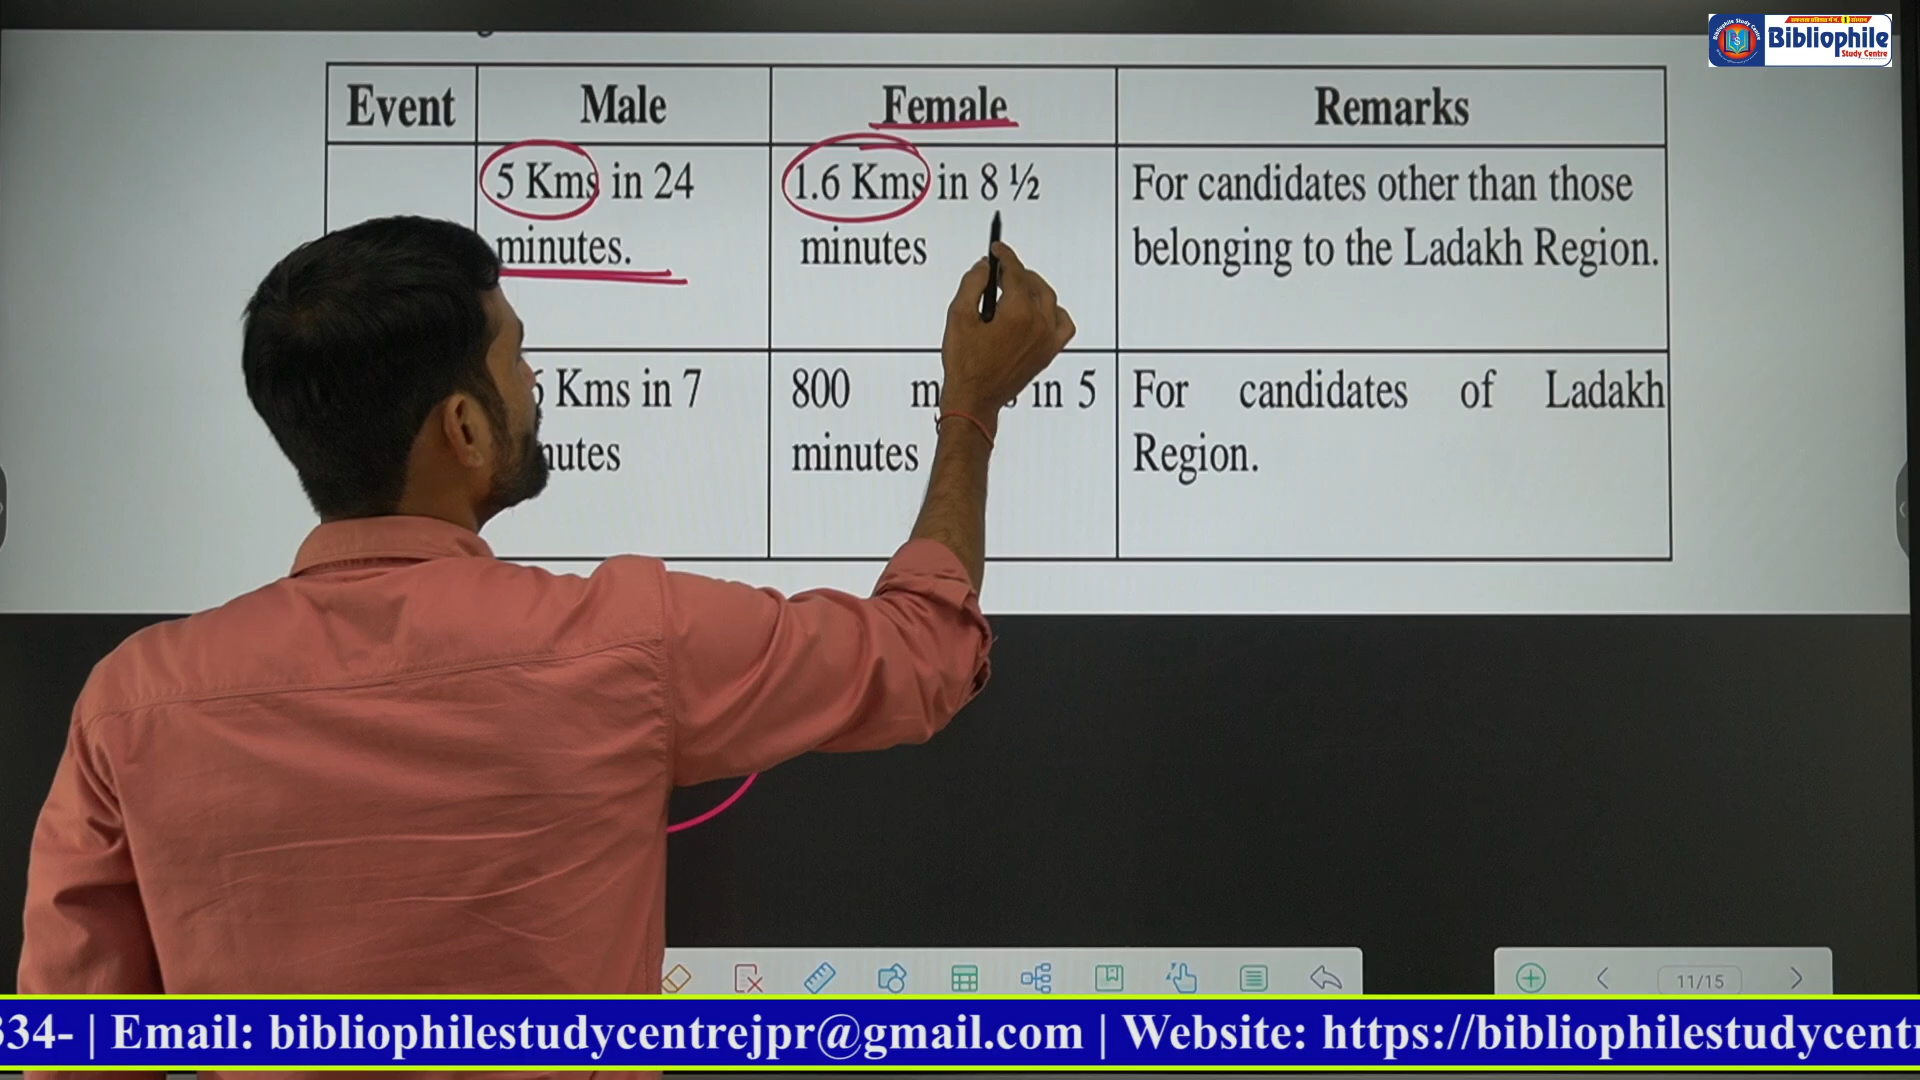 Bibliophile
Study Centre
Event Male Female Remarks
5 Kms in 24 1.6 Kms in 8 ½ For candidates other than those
minutes. minutes belonging to the Ladakh Region.
Kms in 7 800 in 5 For candidates of Ladakh
minutes Region.
11/15
334- | Email: bibliophilestudycentrejpr@gmail.com | Website: https://bibliophilestudycent